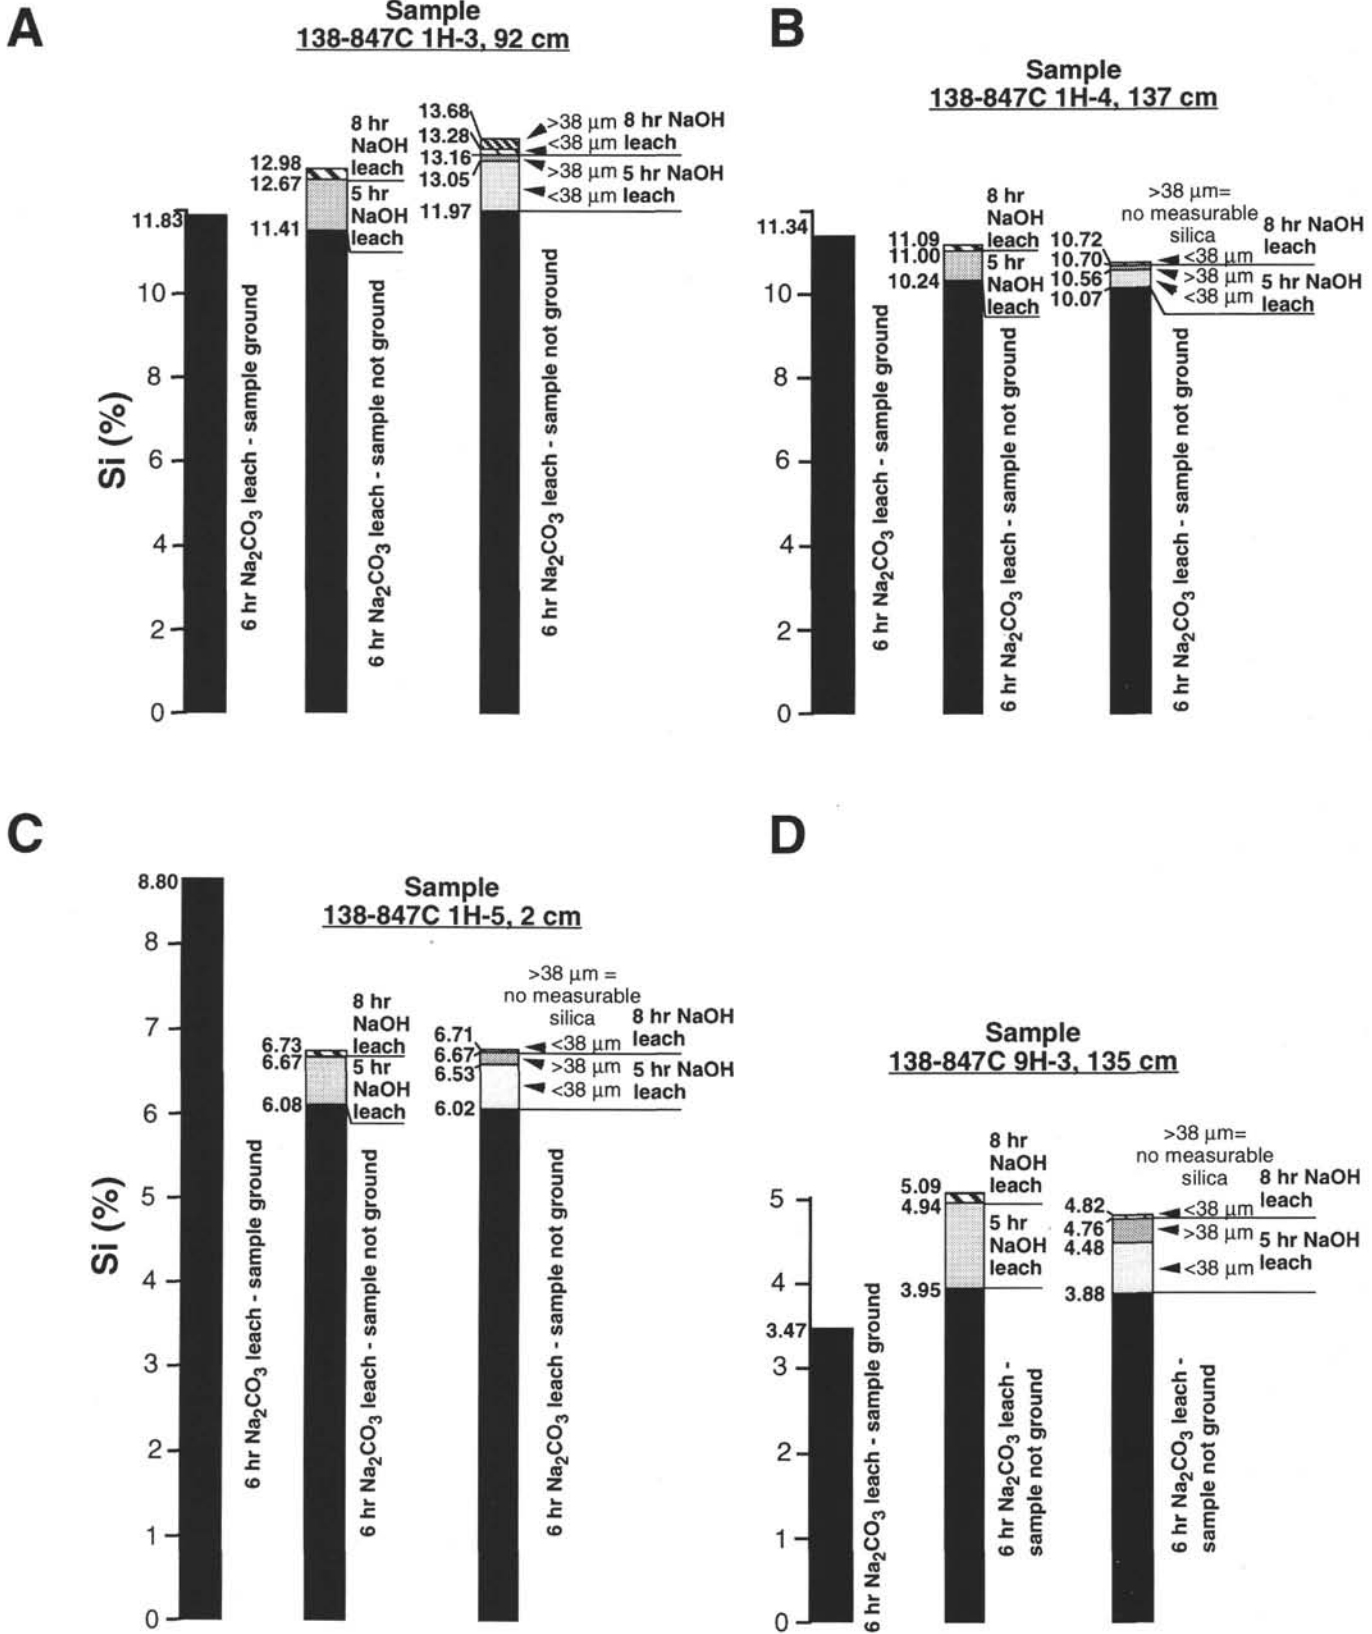 A
Sample
138-847C 1H-3, 92 cm
13.68
13.28
13.16
13.05
11.97
>38 µm 8 hr NaOH
<38 µm leach
>38 µm 5 hr NaOH
<38 µm leach
8 hr
NaOH
leach
5 hr
NaOH
leach
12.98
12.67
11.41
11.83
10
8
6
4
2
0
Si (%)
6 hr Na2CO3 leach - sample ground
6 hr Na2CO3 leach - sample not ground
6 hr Na2CO3 leach - sample not ground
B
Sample
138-847C 1H-4, 137 cm
>38 µm=
no measurable
silica
8 hr NaOH
leach
<38 µm
>38 µm
<38 µm
5 hr NaOH
leach
10.72
10.70
10.56
10.07
8 hr
NaOH
leach
5 hr
NaOH
leach
11.09
11.00
10.24
11.34
10
8
6
4
2
0
6 hr Na2CO3 leach - sample ground
6 hr Na2CO3 leach - sample not ground
6 hr Na2CO3 leach - sample not ground
C
Sample
138-847C 1H-5, 2 cm
8.80
8
7
6
5
4
3
2
1
0
Si (%)
8 hr
NaOH
leach
5 hr
NaOH
leach
6.73
6.67
6.08
>38 µm =
no measurable
silica
8 hr NaOH
leach
<38 µm
>38 µm
<38 µm
5 hr NaOH
leach
6.71
6.67
6.53
6.02
6 hr Na2CO3 leach - sample ground
6 hr Na2CO3 leach - sample not ground
6 hr Na2CO3 leach - sample not ground
D
Sample
138-847C 9H-3, 135 cm
5
4
3.47
3
2
1
0
8 hr
NaOH
leach
5 hr
NaOH
leach
5.09
4.94
3.95
>38 µm=
no measurable
silica
8 hr NaOH
leach
<38 µm
>38 µm
<38 µm
5 hr NaOH
leach
4.82
4.76
4.48
3.88
6 hr Na2CO3 leach - sample ground
6 hr Na2CO3 leach -
sample not ground
6 hr Na2CO3 leach -
sample not ground